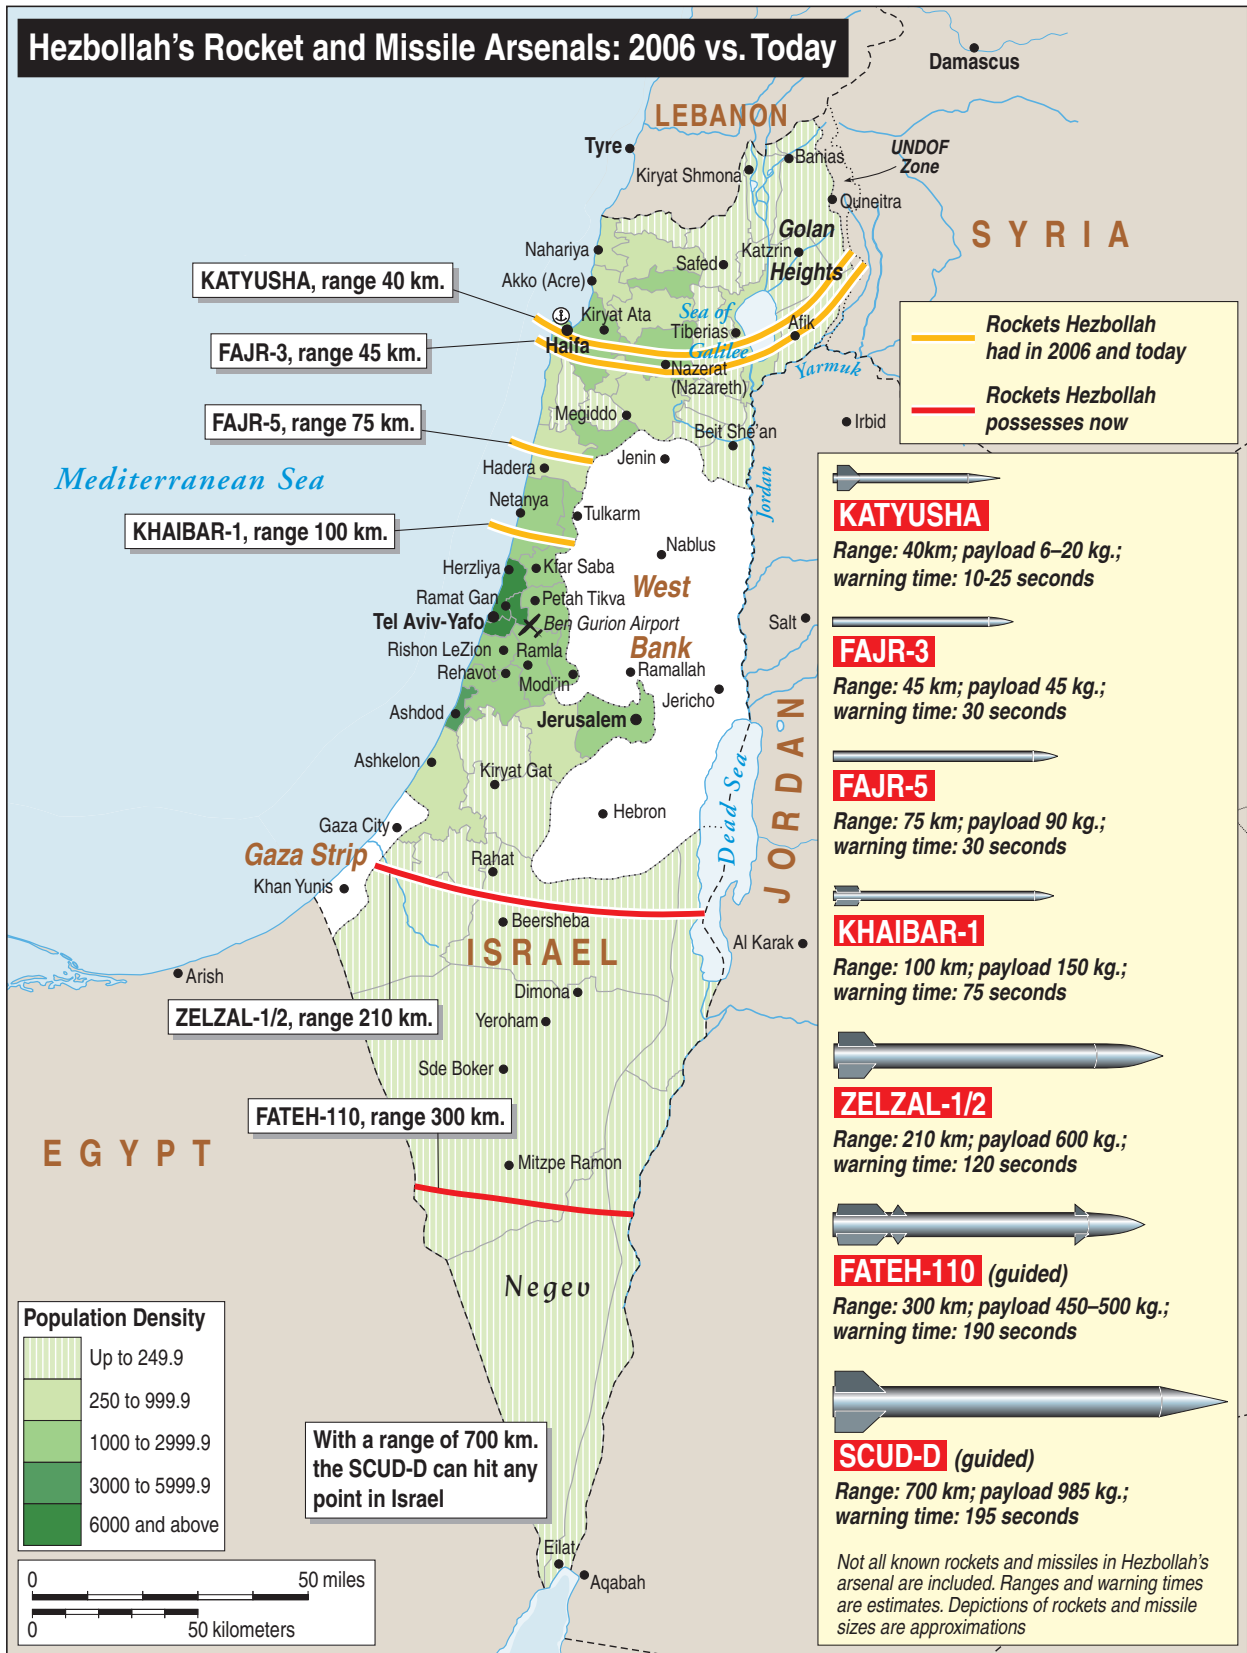 Hezbollah's Rocket and Missile Arsenals: 2006 vs. Today
Damascus
LEBANON
Tyre
UNDOF
Zone
Banias
Kiryat Shmona
Quneitra
Golan
Heights
SYRIA
Nahariya
Katzrin
Safed
Akko (Acre)
KATYUSHA, range 40 km.
Kiryat Ata
Sea of
Galilee
Tiberias
Afik
Haifa
FAJR-3, range 45 km.
Nazerat
(Nazareth)
Yarmuk
Rockets Hezbollah
had in 2006 and today
Rockets Hezbollah
possesses now
FAJR-5, range 75 km.
Megiddo
Beit She'an
Irbid
Jenin
Hadera
Mediterranean Sea
Jordan
Netanya
Tulkarm
KHAIBAR-1, range 100 km.
Nablus
Herzliya
Kfar Saba
West
Bank
Ramat Gan
Petah Tikva
Tel Aviv-Yafo
Ben Gurion Airport
Salt
Rishon LeZion
Ramla
Rehavot
Modi'in
Ramallah
Jericho
Ashdod
Jerusalem
JORDAN
Ashkelon
Kiryat Gat
Dead Sea
Hebron
Gaza City
Gaza Strip
Rahat
Khan Yunis
Beersheba
ISRAEL
Al Karak
Arish
Dimona
ZELZAL-1/2, range 210 km.
Yeroham
Sde Boker
FATEH-110, range 300 km.
EGYPT
Mitzpe Ramon
Negev
With a range of 700 km.
the SCUD-D can hit any
point in Israel
Eilat
Aqabah
Population Density
Up to 249.9
250 to 999.9
1000 to 2999.9
3000 to 5999.9
6000 and above
0 50 miles
0 50 kilometers
KATYUSHA
Range: 40km; payload 6–20 kg.;
warning time: 10-25 seconds
FAJR-3
Range: 45 km; payload 45 kg.;
warning time: 30 seconds
FAJR-5
Range: 75 km; payload 90 kg.;
warning time: 30 seconds
KHAIBAR-1
Range: 100 km; payload 150 kg.;
warning time: 75 seconds
ZELZAL-1/2
Range: 210 km; payload 600 kg.;
warning time: 120 seconds
FATEH-110 (guided)
Range: 300 km; payload 450–500 kg.;
warning time: 190 seconds
SCUD-D (guided)
Range: 700 km; payload 985 kg.;
warning time: 195 seconds
Not all known rockets and missiles in Hezbollah's
arsenal are included. Ranges and warning times
are estimates. Depictions of rockets and missile
sizes are approximations